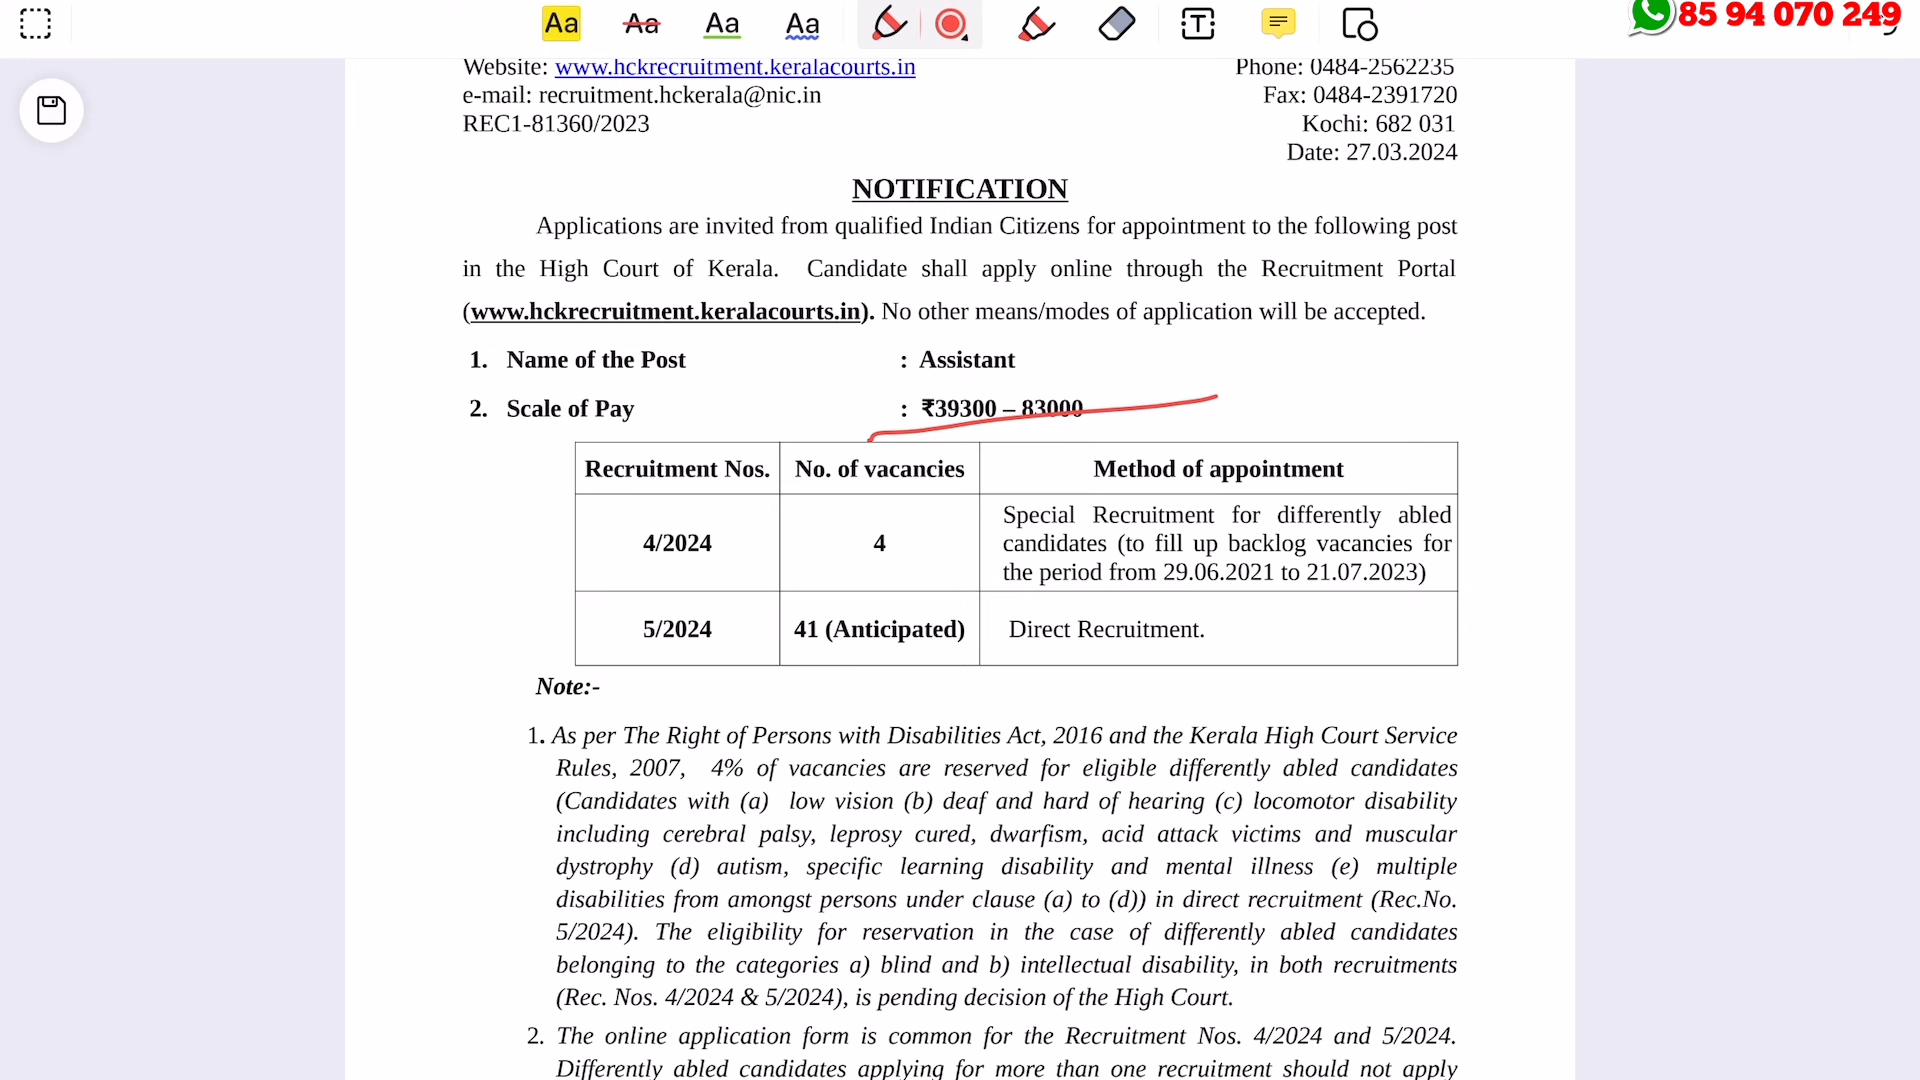 Aa Aa Aa Aa T
85 94 070 249
Website: www.hckrecruitment.keralacourts.in Phone: 0484-2562235
e-mail: recruitment.hckerala@nic.in Fax: 0484-2391720
REC1-81360/2023 Kochi: 682 031
Date: 27.03.2024
NOTIFICATION
Applications are invited from qualified Indian Citizens for appointment to the following post
in the High Court of Kerala. Candidate shall apply online through the Recruitment Portal
(www.hckrecruitment.keralacourts.in). No other means/modes of application will be accepted.
1. Name of the Post : Assistant
2. Scale of Pay : ₹39300 – 83000
Recruitment Nos. No. of vacancies Method of appointment
4/2024 4 Special Recruitment for differently abled
candidates (to fill up backlog vacancies for
the period from 29.06.2021 to 21.07.2023)
5/2024 41 (Anticipated) Direct Recruitment.
Note:-
1. As per The Right of Persons with Disabilities Act, 2016 and the Kerala High Court Service
Rules, 2007, 4% of vacancies are reserved for eligible differently abled candidates
(Candidates with (a) low vision (b) deaf and hard of hearing (c) locomotor disability
including cerebral palsy, leprosy cured, dwarfism, acid attack victims and muscular
dystrophy (d) autism, specific learning disability and mental illness (e) multiple
disabilities from amongst persons under clause (a) to (d)) in direct recruitment (Rec.No.
5/2024). The eligibility for reservation in the case of differently abled candidates
belonging to the categories a) blind and b) intellectual disability, in both recruitments
(Rec. Nos. 4/2024 & 5/2024), is pending decision of the High Court.
2. The online application form is common for the Recruitment Nos. 4/2024 and 5/2024.
Differently abled candidates applying for more than one recruitment should not apply